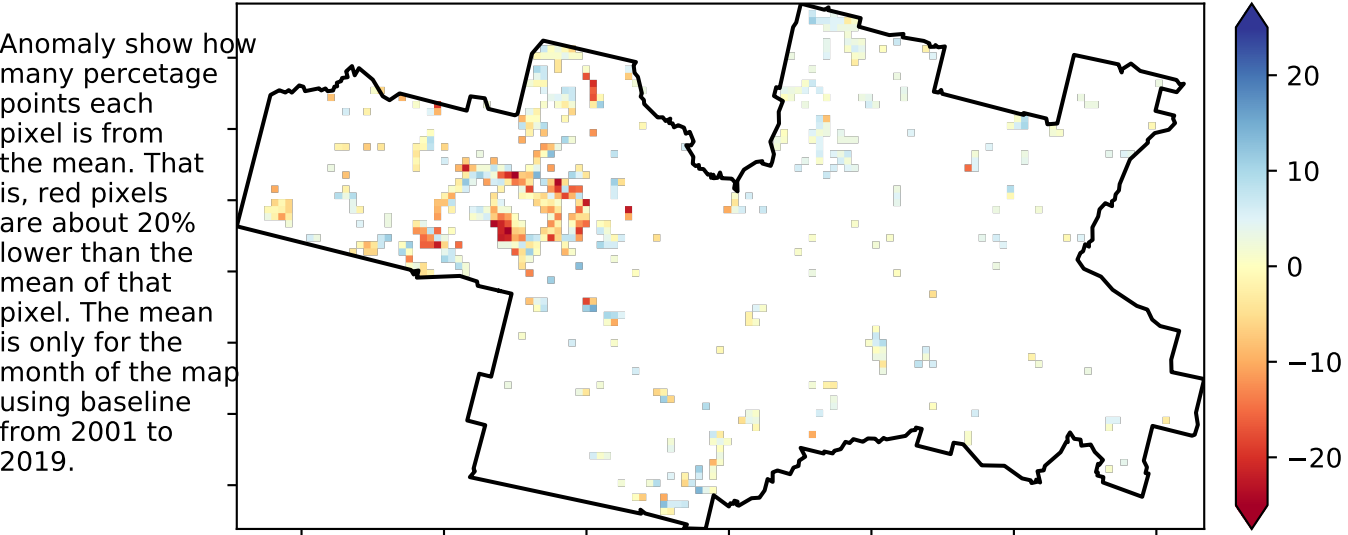 Anomaly show how
many percetage
points each
pixel is from
the mean. That
is, red pixels
are about 20%
lower than the
mean of that
pixel. The mean
is only for the
month of the map
using baseline
from 2001 to
2019.
20
10
0
−10
−20